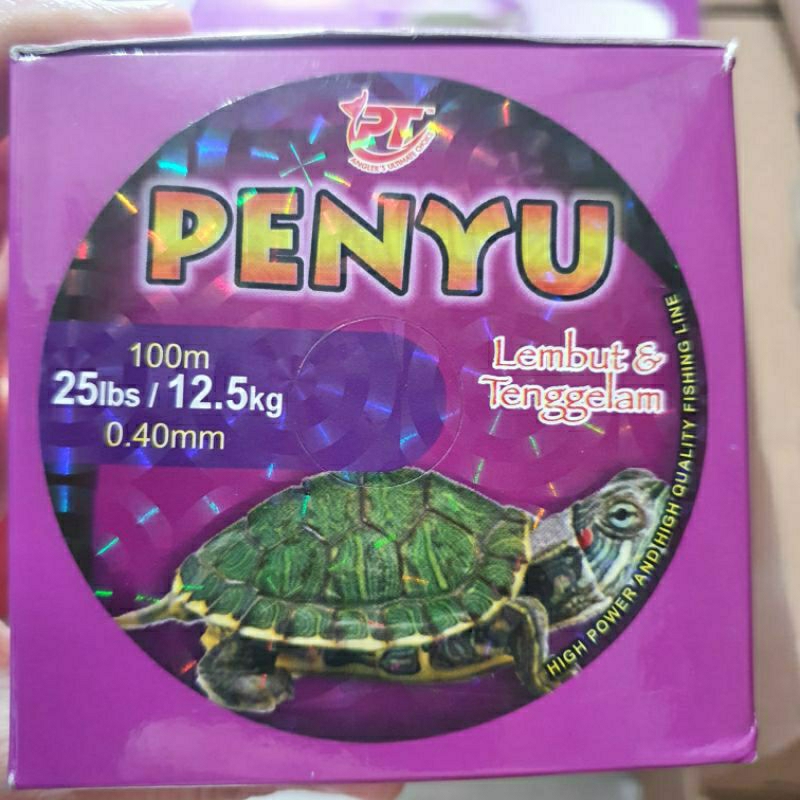 PT™
ANGLER'S ULTIMATE CHOICE
PENYU
100m
25lbs / 12.5kg
0.40mm
Lembut &
Tenggelam
HIGH POWER AND HIGH QUALITY FISHING LINE